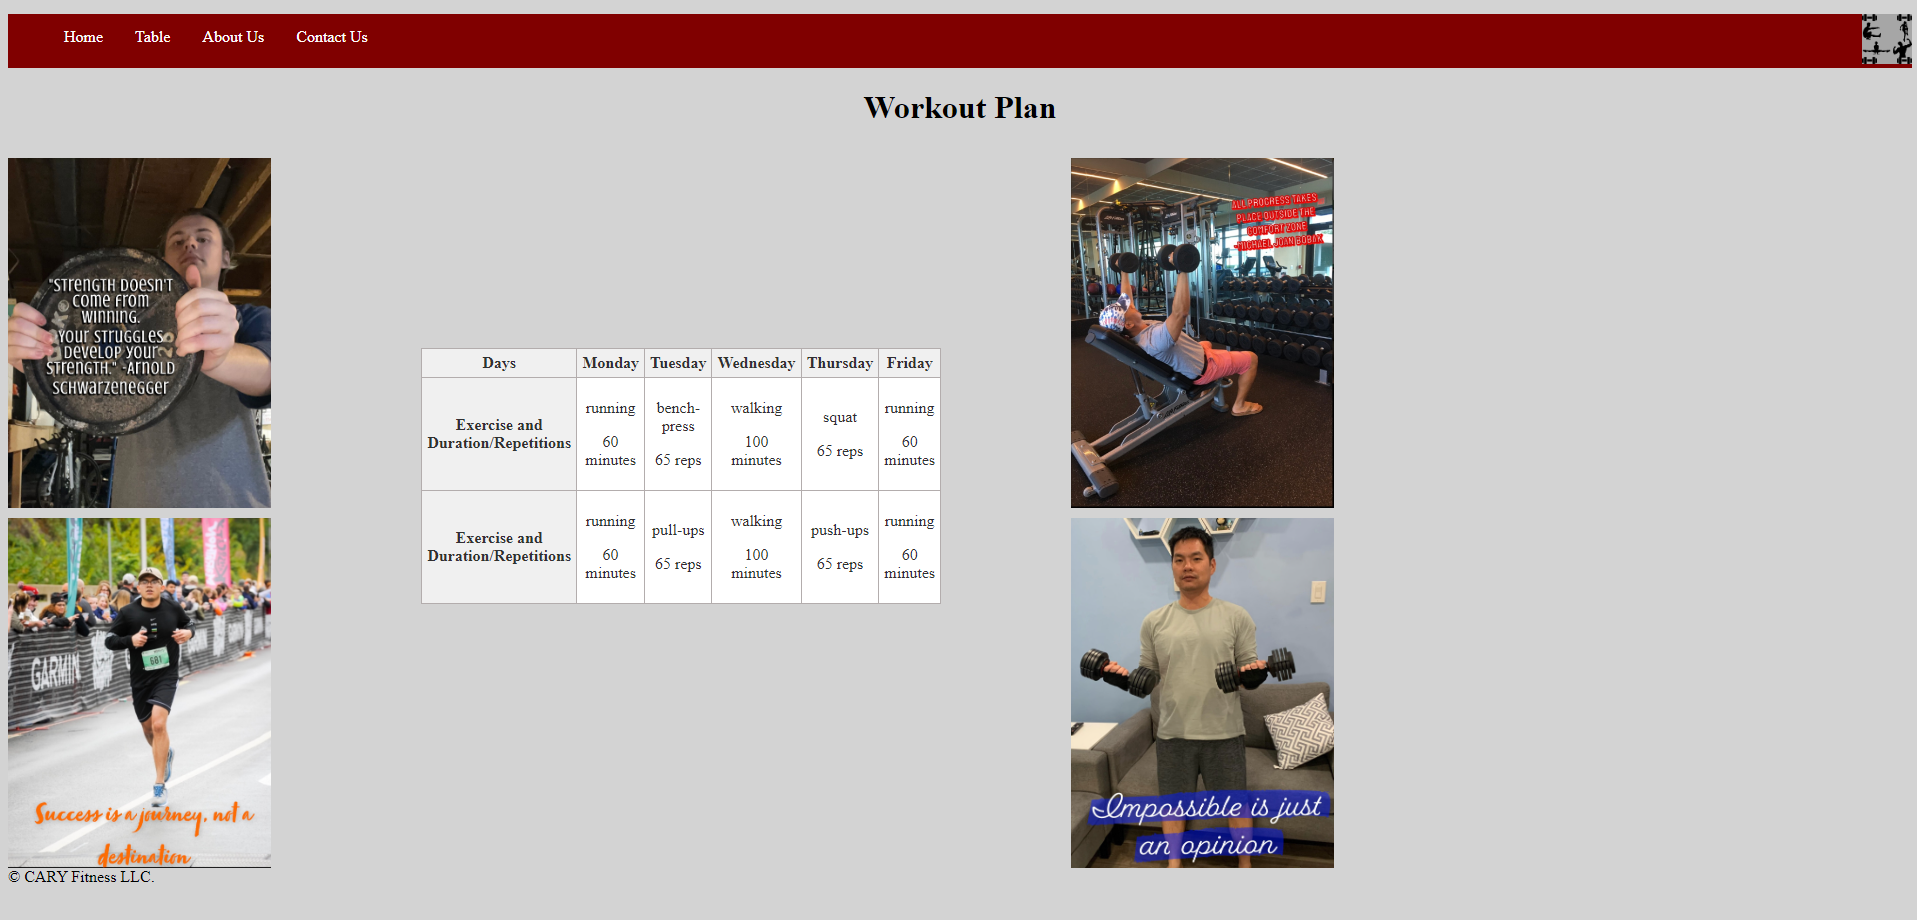 Home Table About Us Contact Us
Workout Plan
"STRENGTH DOESN'T
COME FROM
WINNING.
YOUR STRUGGLES
DEVELOP YOUR
STRENGTH." -ARNOLD
SCHWARZENEGGER
ALL PROGRESS TAKES
PLACE OUTSIDE THE
COMFORT ZONE
-MICHAEL JOAN BOBAK
Days Monday Tuesday Wednesday Thursday Friday
Exercise and
Duration/Repetitions
running
60
minutes
bench-
press
65 reps
walking
100
minutes
squat
65 reps
running
60
minutes
Exercise and
Duration/Repetitions
running
60
minutes
pull-ups
65 reps
walking
100
minutes
push-ups
65 reps
running
60
minutes
GARMIN
681
Success is a journey, not a
destination
Impossible is just
an opinion
© CARY Fitness LLC.